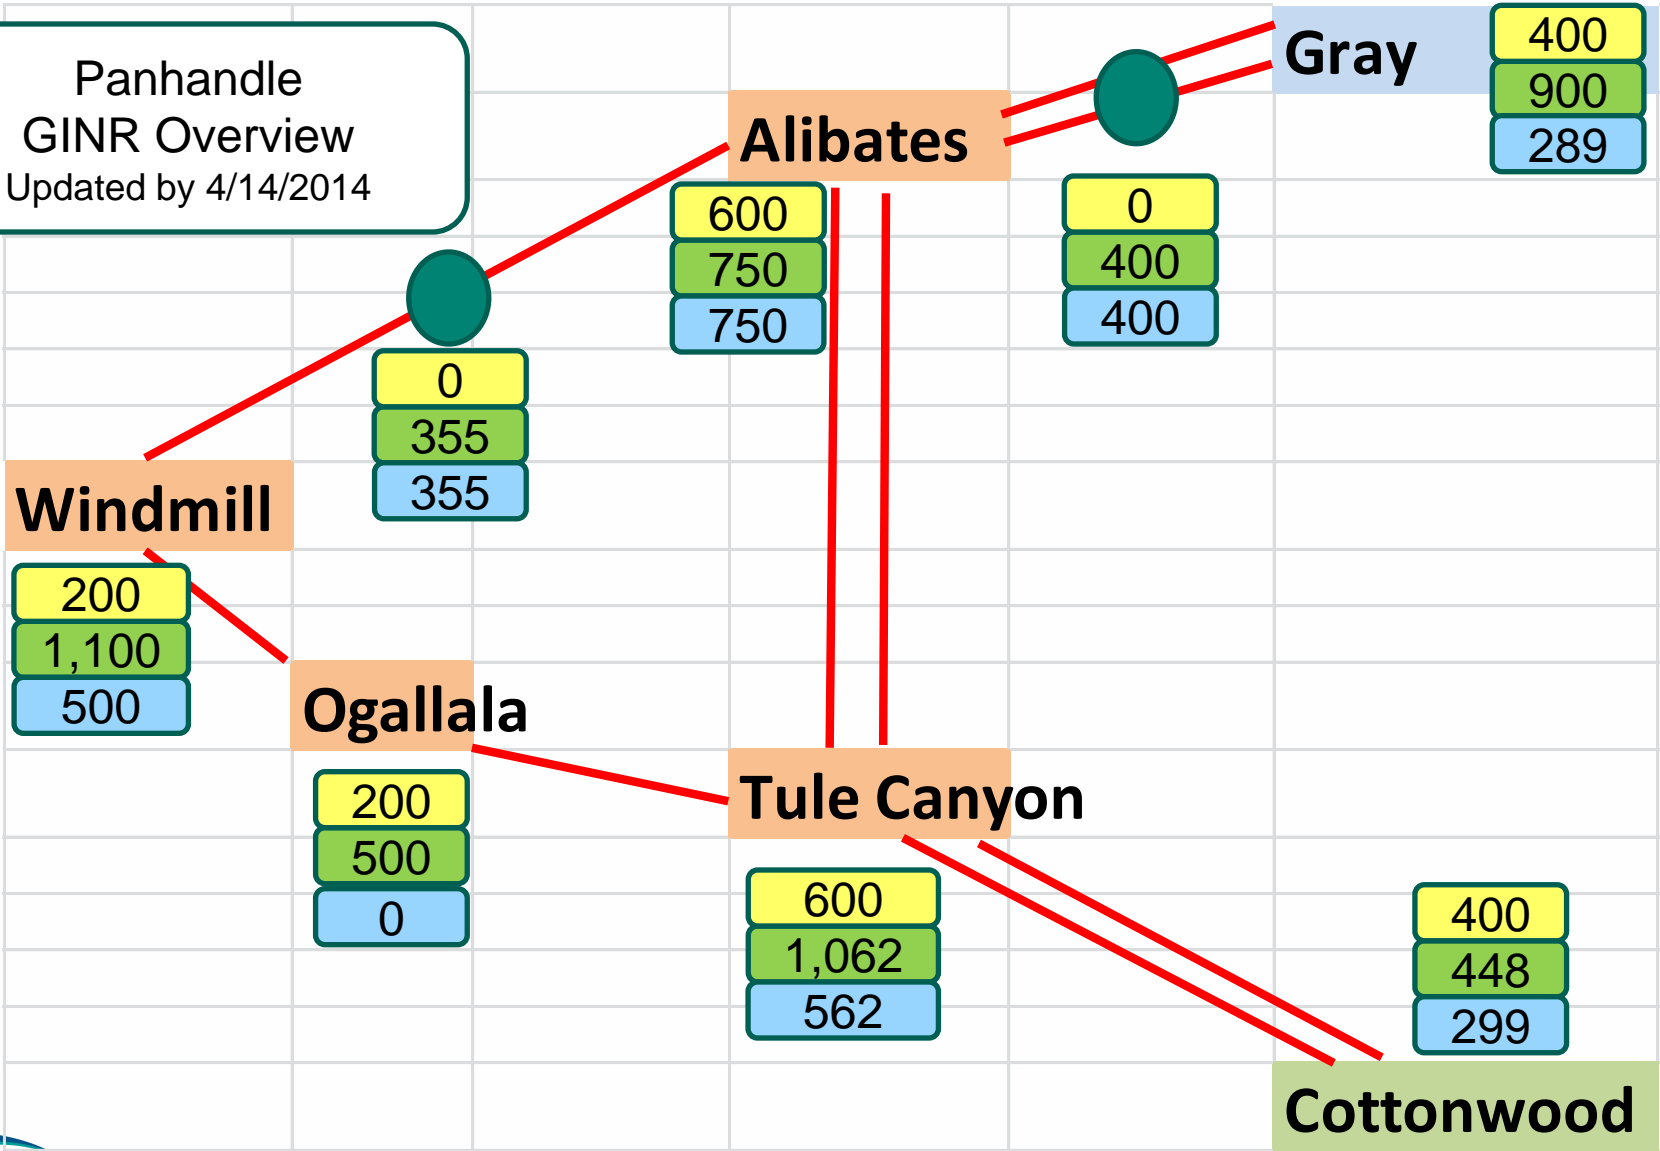 Panhandle
GINR Overview
Updated by 4/14/2014
Gray
400
900
289
Alibates
600
750
750
0
400
400
0
355
355
Windmill
200
1,100
500
Ogallala
200
500
0
Tule Canyon
600
1,062
562
400
448
299
Cottonwood